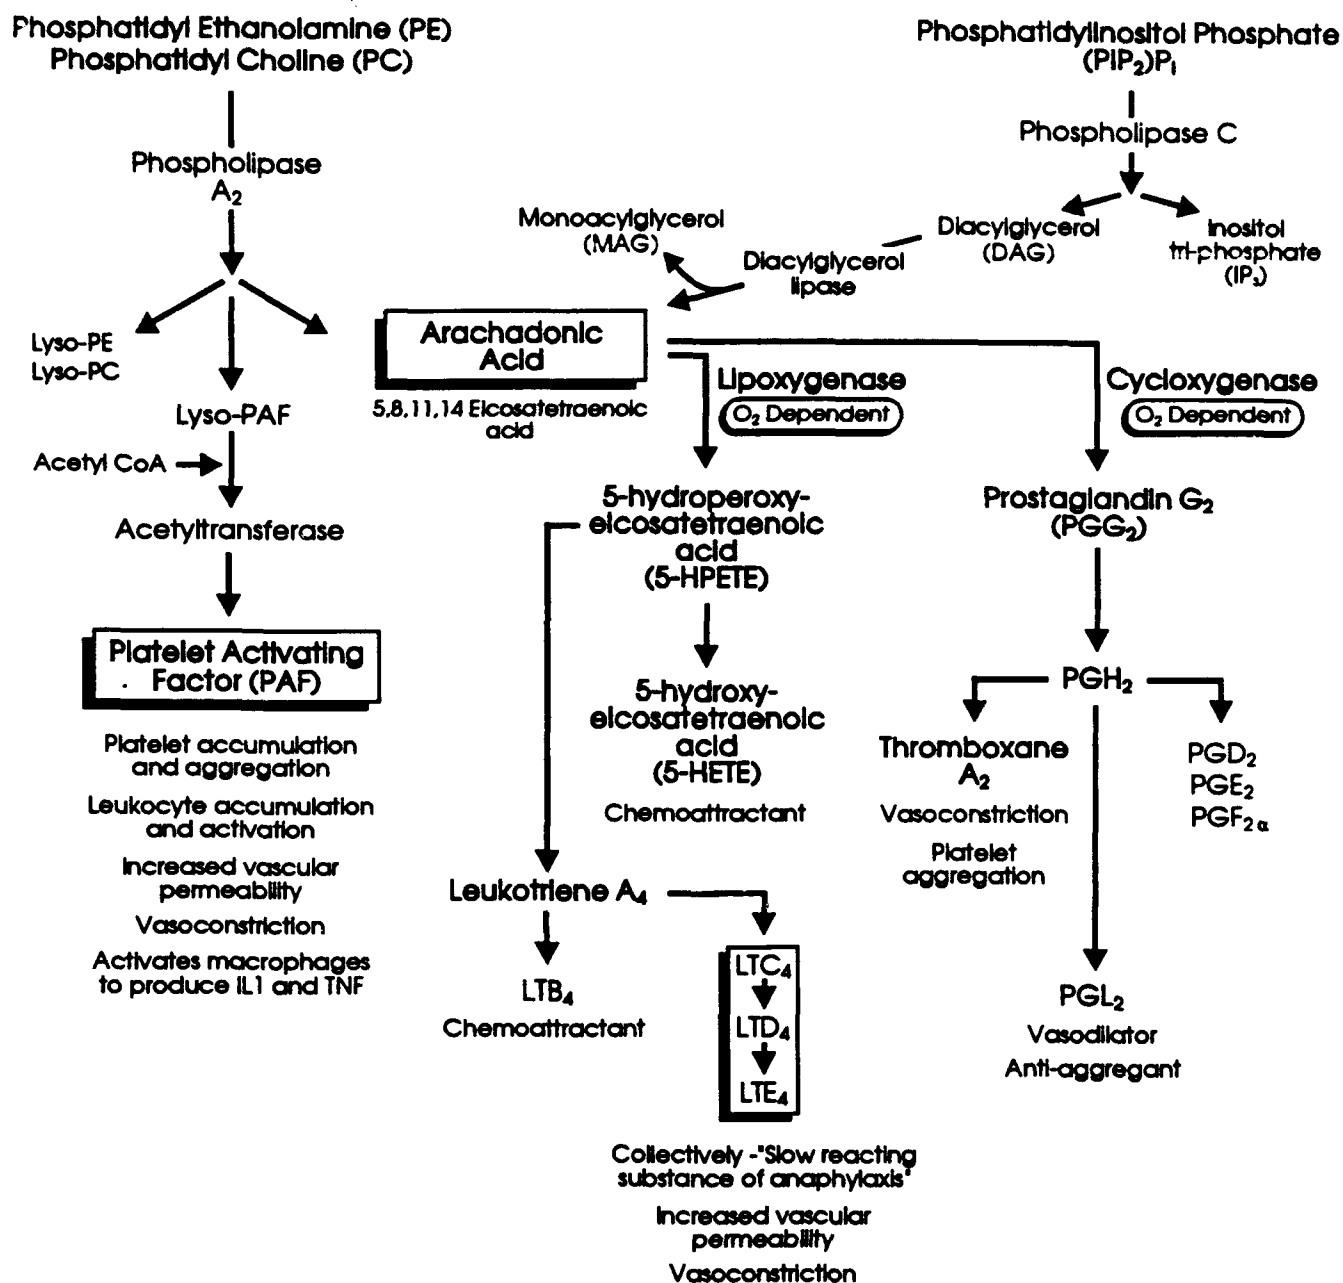 Phosphatidyl Ethanolamine (PE)
Phosphatidyl Choline (PC)
Phospholipase
A₂
Lyso-PE
Lyso-PC
Lyso-PAF
Acetyl CoA
Acetyltransferase
Platelet Activating
Factor (PAF)
Platelet accumulation
and aggregation
Leukocyte accumulation
and activation
Increased vascular
permeability
Vasoconstriction
Activates macrophages
to produce IL1 and TNF
Phosphatidylinositol Phosphate
(PIP₂)P₁
Phospholipase C
Diacylglycerol
(DAG)
Inositol
tri-phosphate
(IP₃)
Monoacylglycerol
(MAG)
Diacylglycerol
lipase
Arachadonic
Acid
5,8,11,14 Eicosatetraenoic
acid
Lipoxygenase
O₂ Dependent
Cycloxygenase
O₂ Dependent
5-hydroperoxy-
eicosatetraenoic
acid
(5-HPETE)
5-hydroxy-
eicosatetraenoic
acid
(5-HETE)
Chemoattractant
Leukotriene A₄
LTB₄
Chemoattractant
LTC₄
LTD₄
LTE₄
Collectively -"Slow reacting
substance of anaphylaxis"
Increased vascular
permeability
Vasoconstriction
Prostaglandin G₂
(PGG₂)
PGH₂
Thromboxane
A₂
Vasoconstriction
Platelet
aggregation
PGD₂
PGE₂
PGF₂α
PGL₂
Vasodilator
Anti-aggregant